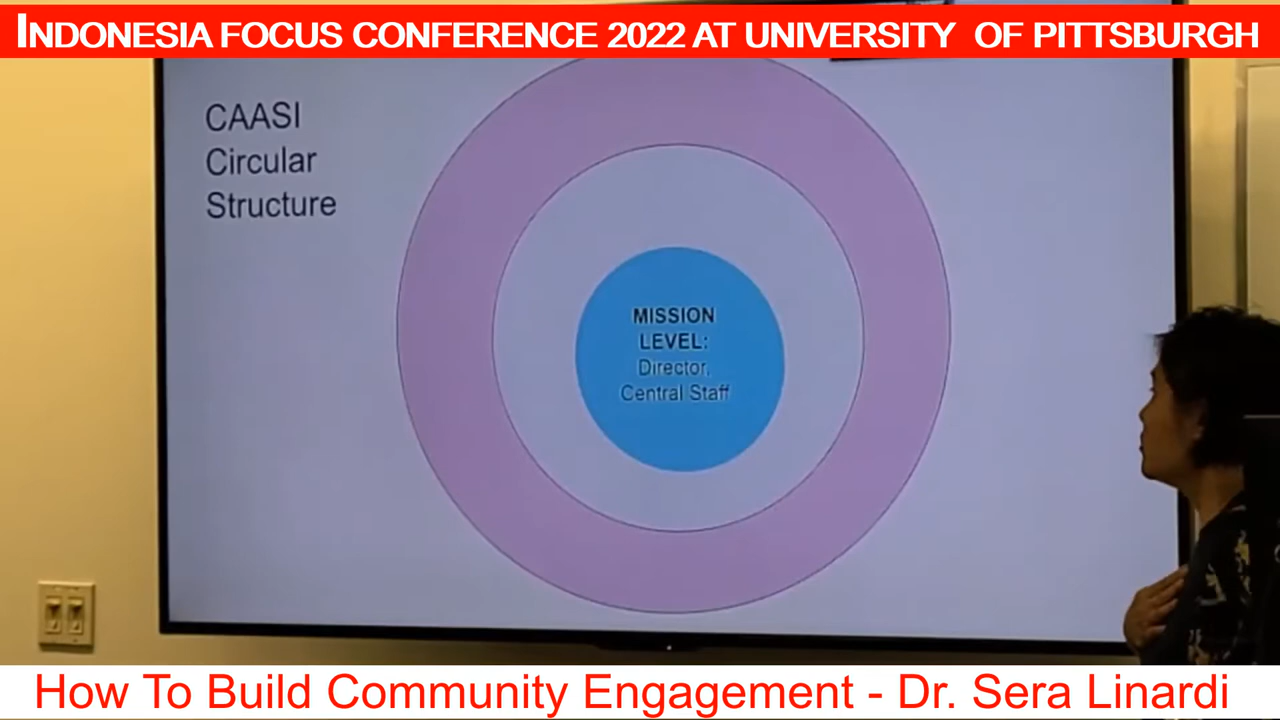 INDONESIA FOCUS CONFERENCE 2022 AT UNIVERSITY OF PITTSBURGH
CAASI
Circular
Structure
MISSION
LEVEL:
Director,
Central Staff
How To Build Community Engagement - Dr. Sera Linardi